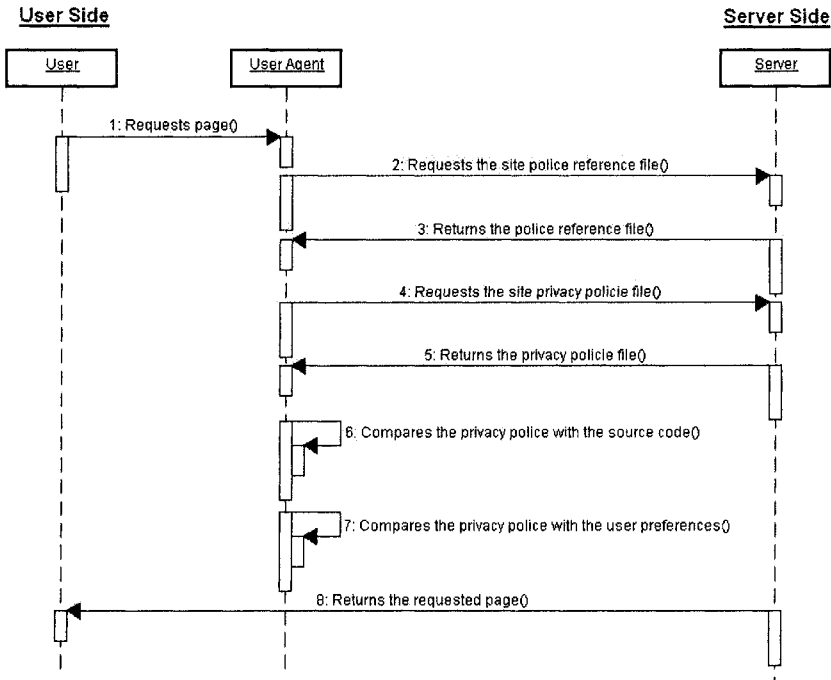 User Side
Server Side
User
User Agent
Server
1: Requests page()
2: Requests the site police reference file()
3: Returns the police reference file()
4: Requests the site privacy policie file()
5: Returns the privacy policie file()
6: Compares the privacy police with the source code()
7: Compares the privacy police with the user preferences()
8: Returns the requested page()